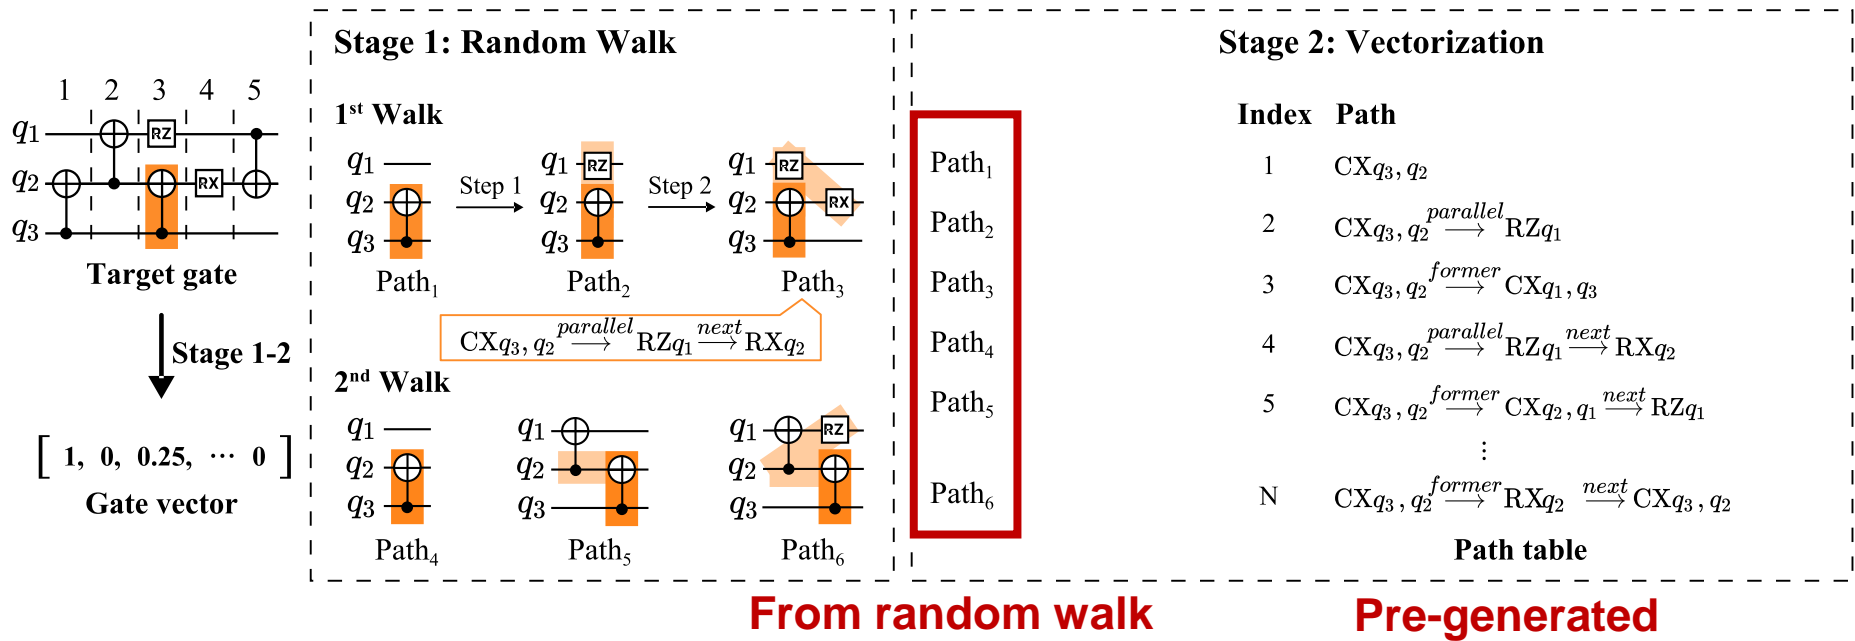 1 2 3 4 5
q1 RZ
q2 RX
q3
Target gate
Stage 1-2
[ 1, 0, 0.25, ⋯ 0 ]
Gate vector
Stage 1: Random Walk
1st Walk
q1
q2
q3
Path1
Step 1
q1 RZ
q2
q3
Path2
Step 2
q1 RZ
q2 RX
q3
Path3
CXq3, q2 parallel⟶ RZq1 next⟶ RXq2
2nd Walk
q1
q2
q3
Path4
q1
q2
q3
Path5
q1 RZ
q2
q3
Path6
Stage 2: Vectorization
Path1
Path2
Path3
Path4
Path5
Path6
Index Path
1 CXq3, q2
2 CXq3, q2 parallel⟶ RZq1
3 CXq3, q2 former⟶ CXq1, q3
4 CXq3, q2 parallel⟶ RZq1 next⟶ RXq2
5 CXq3, q2 former⟶ CXq2, q1 next⟶ RZq1
⋮
N CXq3, q2 former⟶ RXq2 next⟶ CXq3, q2
Path table
From random walk
Pre-generated